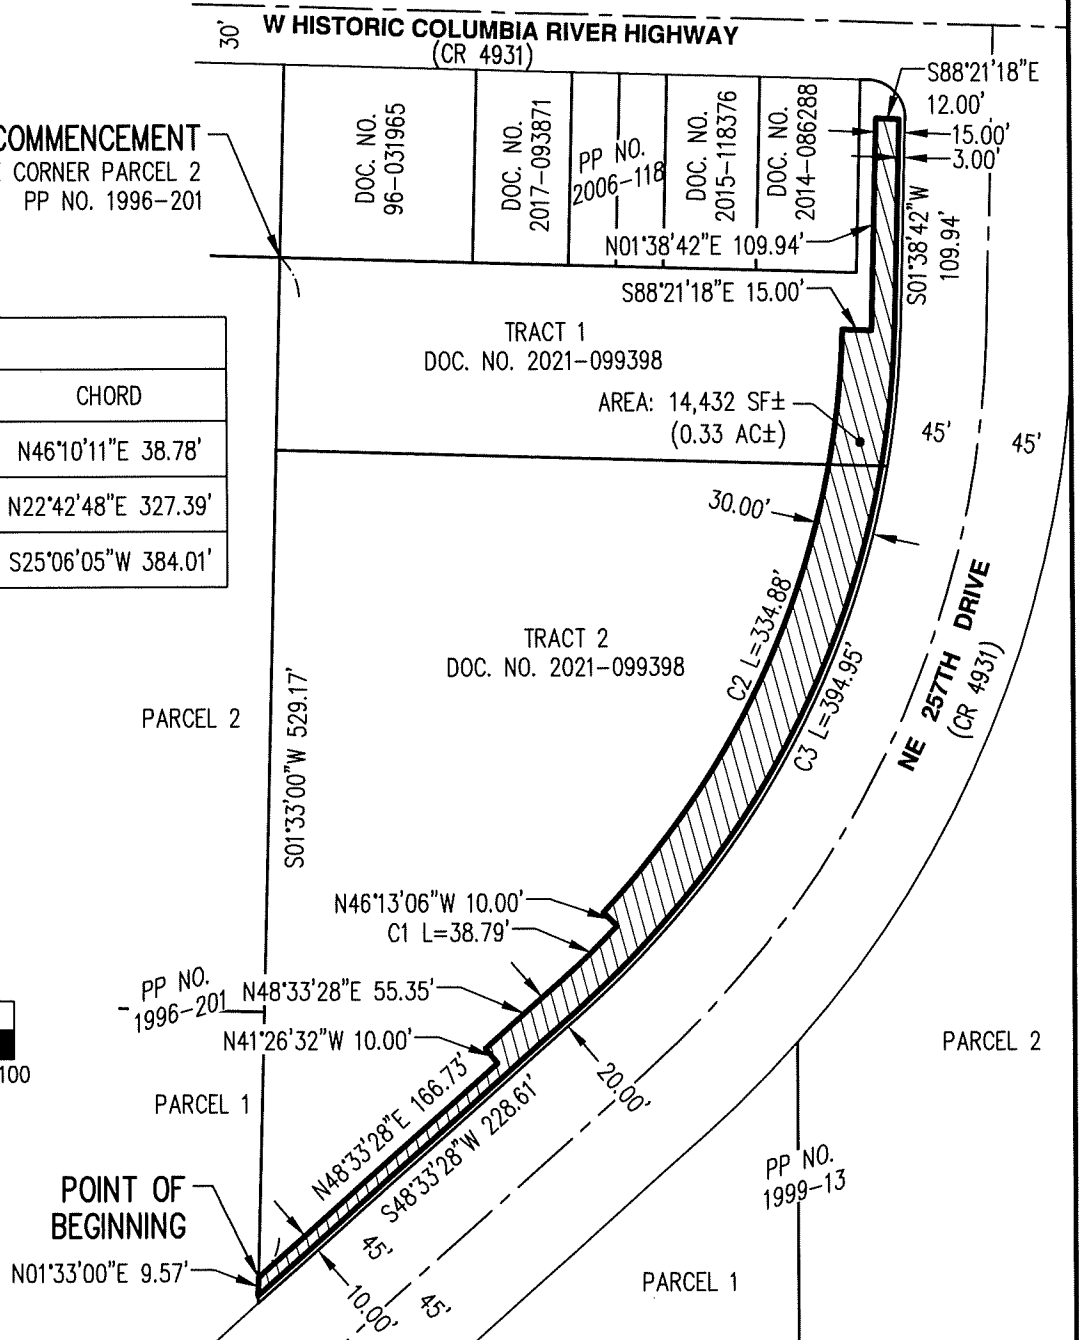 30'
W HISTORIC COLUMBIA RIVER HIGHWAY
(CR 4931)
S88°21'18"E
12.00'
15.00'
3.00'
COMMENCEMENT
CORNER PARCEL 2
PP NO. 1996-201
DOC. NO.
96-031965
DOC. NO.
2017-093871
PP NO.
2006-118
DOC. NO.
2015-118376
DOC. NO.
2014-086288
N01°38'42"E 109.94'
S01°38'42"W
109.94'
S88°21'18"E 15.00'
TRACT 1
DOC. NO. 2021-099398
CHORD
N46°10'11"E 38.78'
N22°42'48"E 327.39'
S25°06'05"W 384.01'
AREA: 14,432 SF±
(0.33 AC±)
45'
45'
30.00'
C2 L=334.88'
C3 L=394.95'
NE 257TH DRIVE
(CR 4931)
TRACT 2
DOC. NO. 2021-099398
PARCEL 2
S01°33'00"W 529.17'
N46°13'06"W 10.00'
C1 L=38.79'
PP NO.
1996-201
N48°33'28"E 55.35'
N41°26'32"W 10.00'
100
PARCEL 1
N48°33'28"E 166.73'
S48°33'28"W 228.61'
20.00'
PARCEL 2
PP NO.
1999-13
POINT OF
BEGINNING
N01°33'00"E 9.57'
45'
10.00'
45'
PARCEL 1